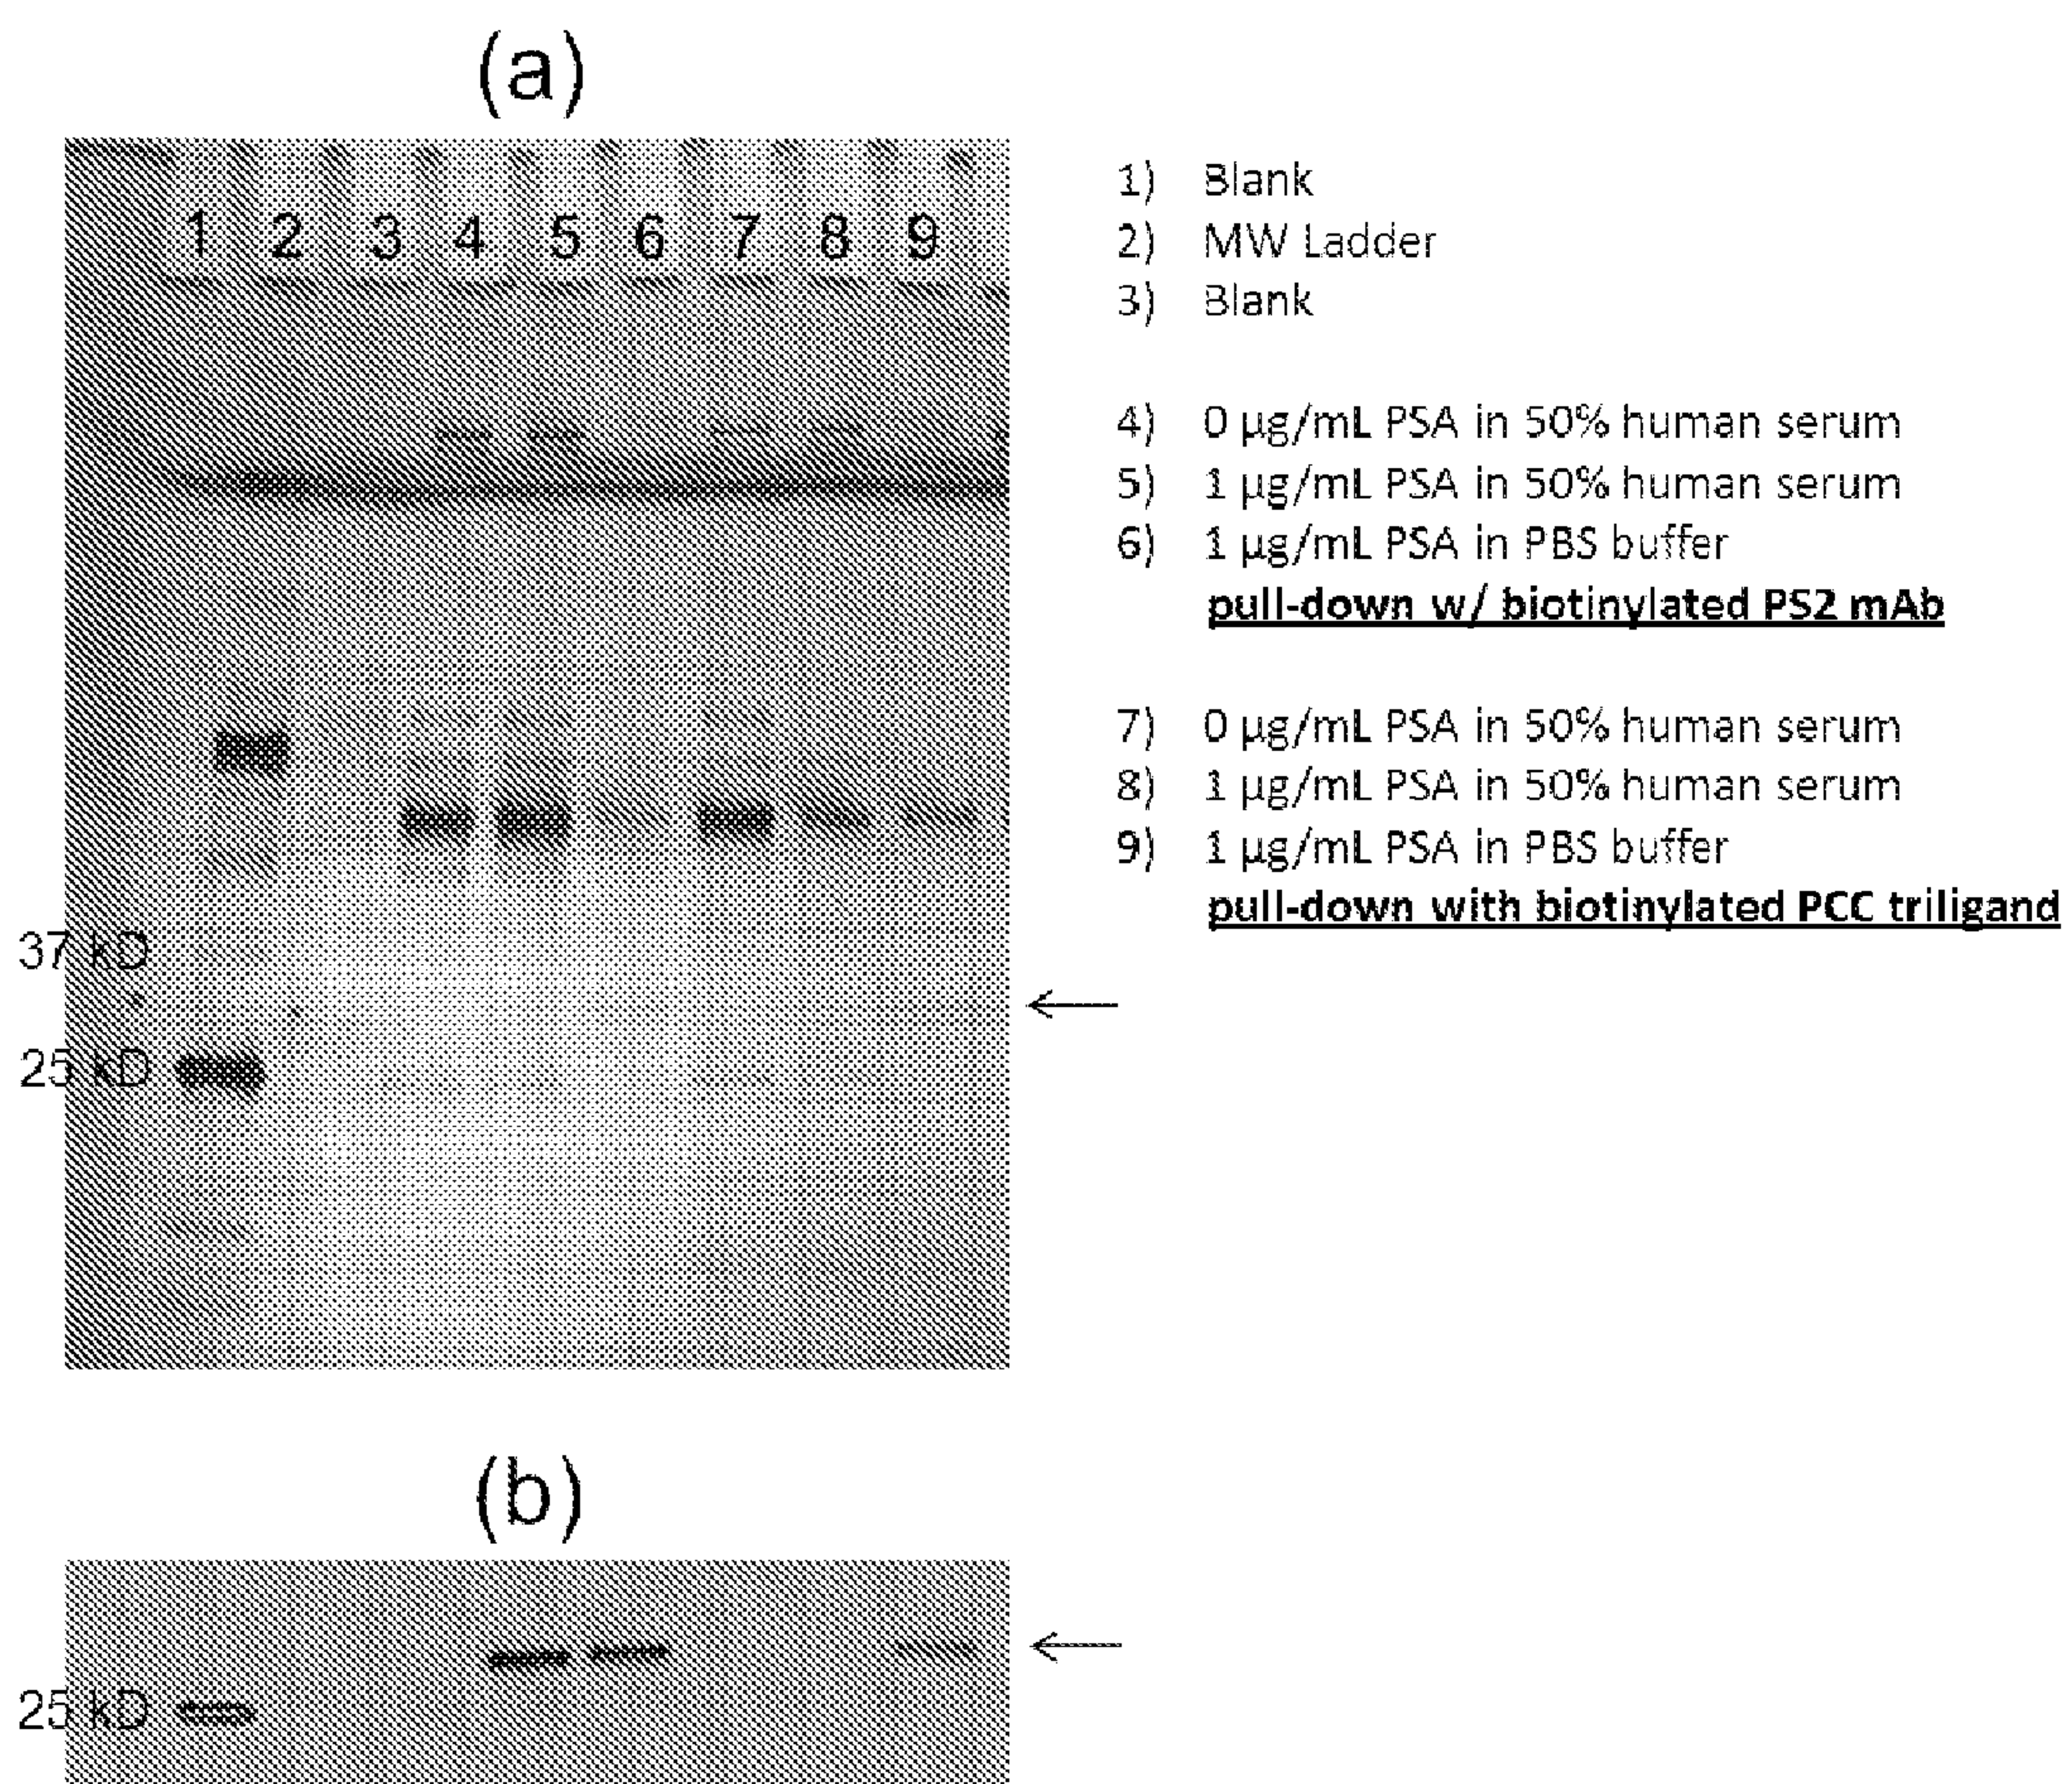 (a)
1 2 3 4 5 6 7 8 9
37 kD
25 kD
1) Blank
2) MW Ladder
3) Blank
4) 0 µg/mL PSA in 50% human serum
5) 1 µg/mL PSA in 50% human serum
6) 1 µg/mL PSA in PBS buffer
pull-down w/ biotinylated PS2 mAb
7) 0 µg/mL PSA in 50% human serum
8) 1 µg/mL PSA in 50% human serum
9) 1 µg/mL PSA in PBS buffer
pull-down with biotinylated PCC triligand
(b)
25 kD